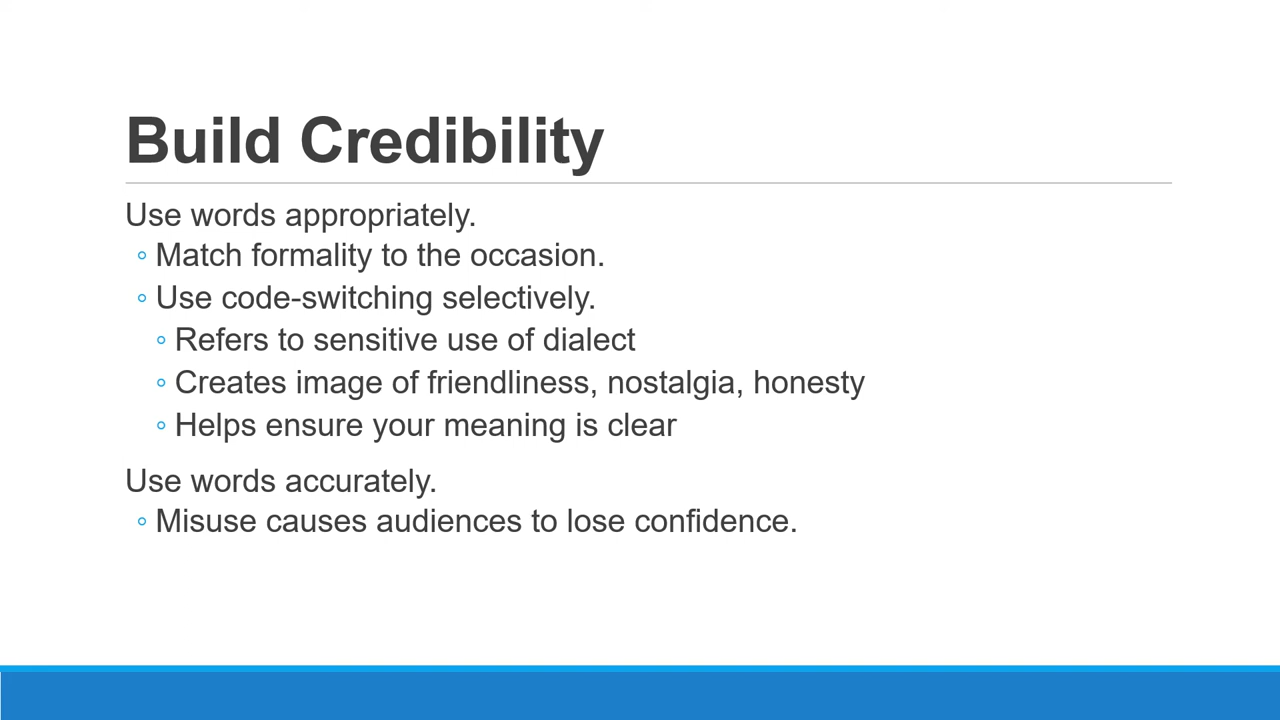 Build Credibility
Use words appropriately.
◦ Match formality to the occasion.
◦ Use code-switching selectively.
◦ Refers to sensitive use of dialect
◦ Creates image of friendliness, nostalgia, honesty
◦ Helps ensure your meaning is clear
Use words accurately.
◦ Misuse causes audiences to lose confidence.